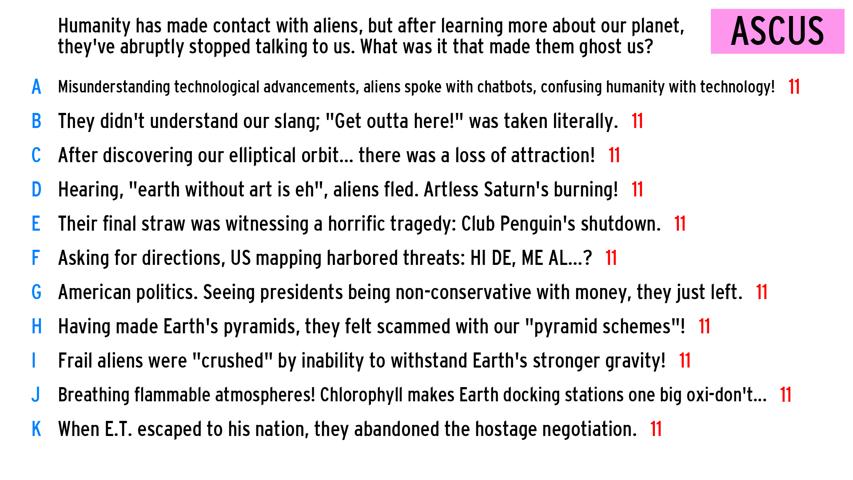 Humanity has made contact with aliens, but after learning more about our planet,
they've abruptly stopped talking to us. What was it that made them ghost us?
ASCUS
A Misunderstanding technological advancements, aliens spoke with chatbots, confusing humanity with technology! 11
B They didn't understand our slang; "Get outta here!" was taken literally. 11
C After discovering our elliptical orbit... there was a loss of attraction! 11
D Hearing, "earth without art is eh", aliens fled. Artless Saturn's burning! 11
E Their final straw was witnessing a horrific tragedy: Club Penguin's shutdown. 11
F Asking for directions, US mapping harbored threats: HI DE, ME AL...? 11
G American politics. Seeing presidents being non-conservative with money, they just left. 11
H Having made Earth's pyramids, they felt scammed with our "pyramid schemes"! 11
I Frail aliens were "crushed" by inability to withstand Earth's stronger gravity! 11
J Breathing flammable atmospheres! Chlorophyll makes Earth docking stations one big oxi-don't... 11
K When E.T. escaped to his nation, they abandoned the hostage negotiation. 11